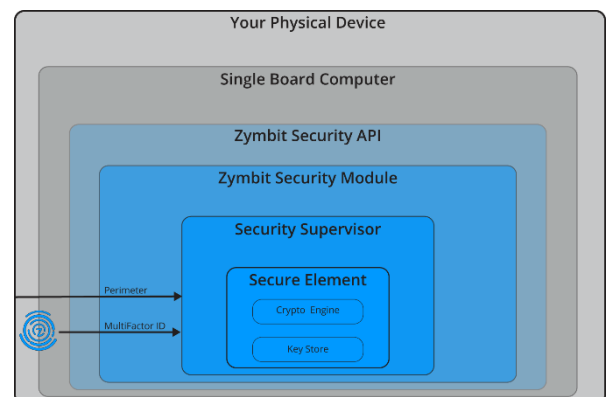 Your Physical Device
Single Board Computer
Zymbit Security API
Zymbit Security Module
Security Supervisor
Secure Element
Perimeter
Crypto Engine
MultiFactor ID
Key Store